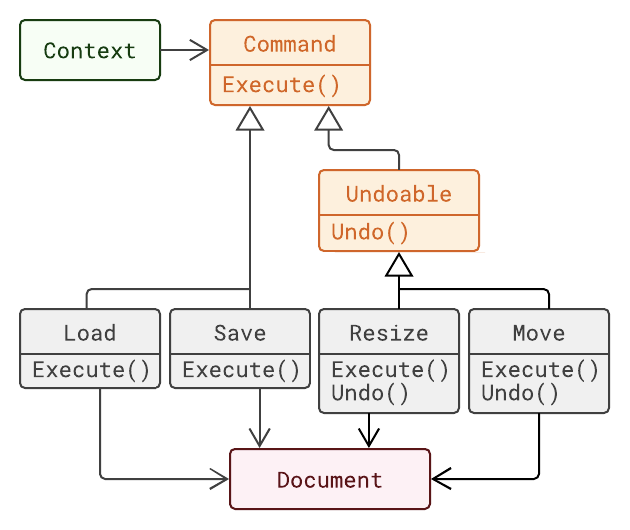 Context
Command
Execute()
Undoable
Undo()
Load
Execute()
Save
Execute()
Resize
Execute()
Undo()
Move
Execute()
Undo()
Document